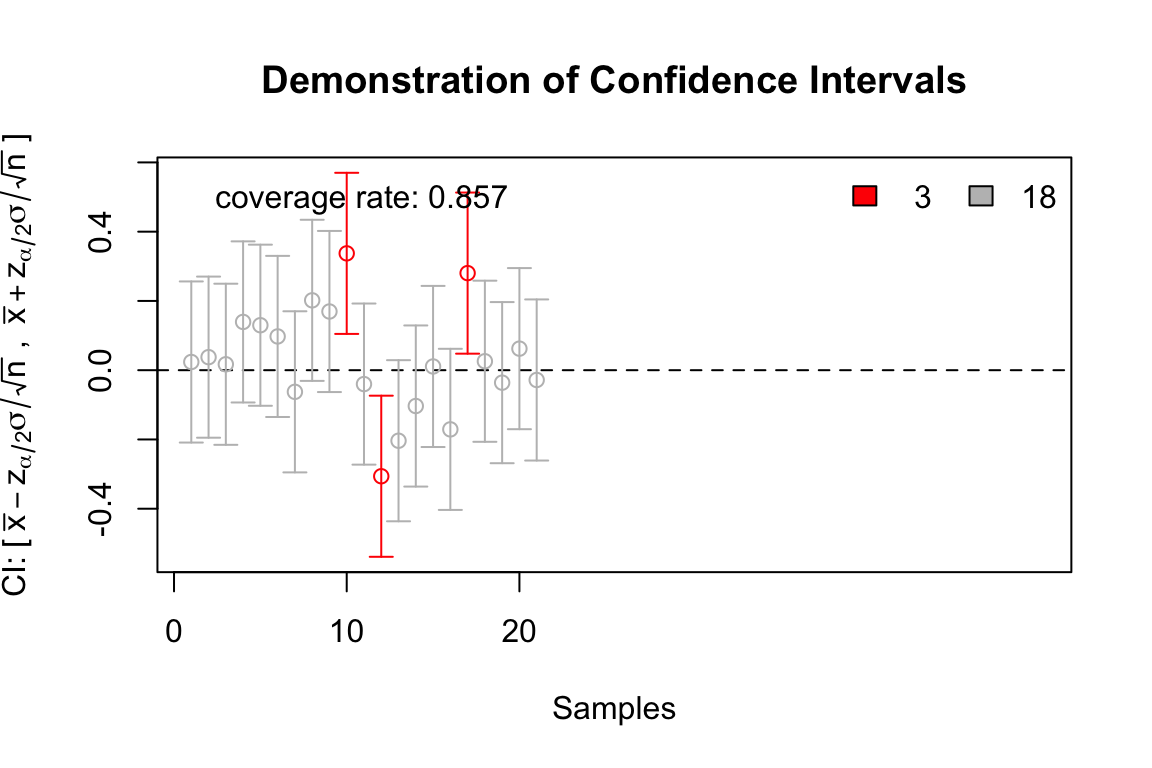 Demonstration of Confidence Intervals
CI: [ x̅ − zα/2σ/√n , x̅ + zα/2σ/√n ]
coverage rate: 0.857
3 18
0.4
0.0
-0.4
0 10 20
Samples